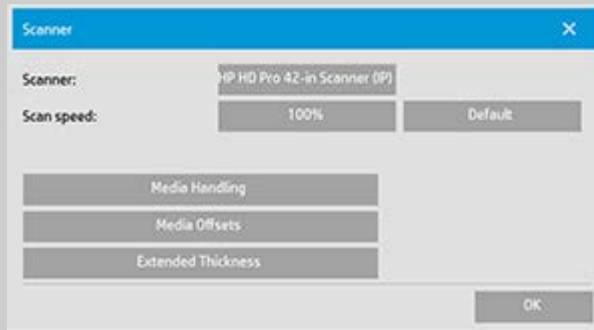 Scanner
Scanner: HP HD Pro 42-in Scanner (IP)
Scan speed: 100% Default
Media Handling
Media Offsets
Extended Thickness
OK